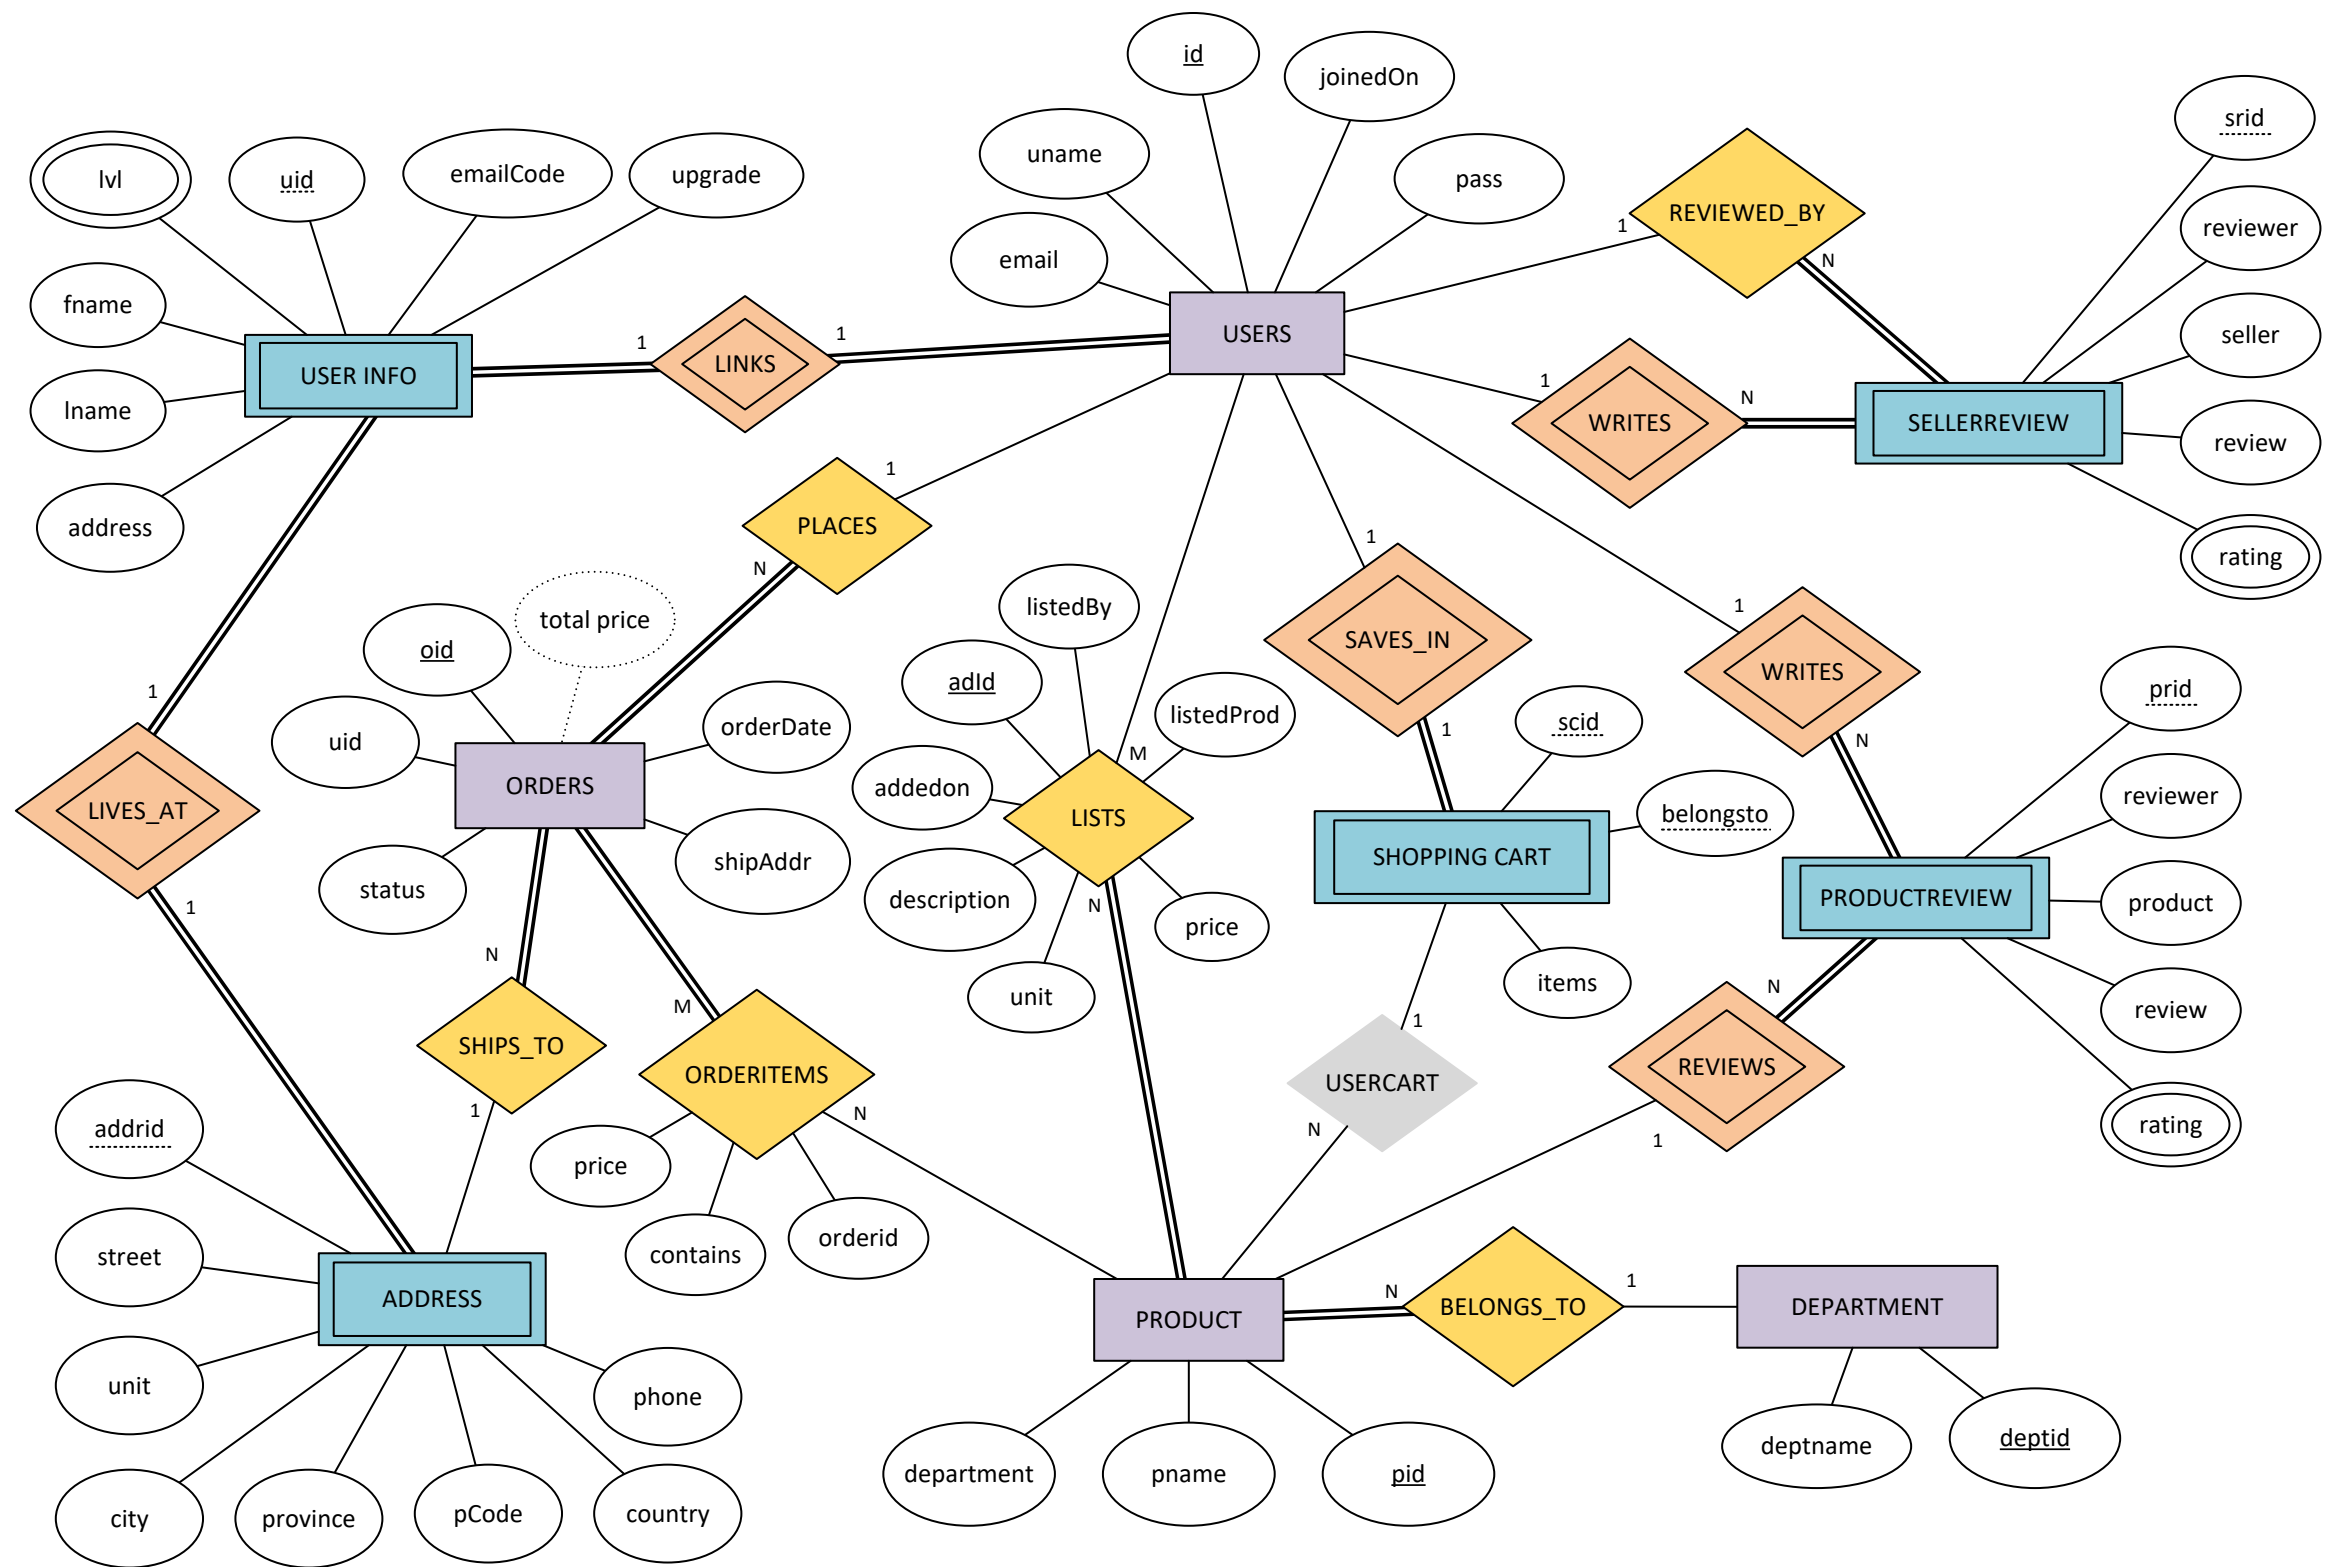 id
joinedOn
srid
lvl
uid
emailCode
upgrade
uname
pass
REVIEWED_BY
1
N
reviewer
email
fname
USERS
seller
1
1
USER INFO
LINKS
lname
1
N
WRITES
SELLERREVIEW
review
1
address
PLACES
N
1
rating
listedBy
total price
oid
SAVES_IN
1
WRITES
adId
prid
1
listedProd
scid
uid
orderDate
M
1
N
ORDERS
addedon
reviewer
LIVES_AT
LISTS
belongsto
shipAddr
SHOPPING CART
status
description
N
PRODUCTREVIEW
product
1
price
N
items
unit
M
N
review
1
SHIPS_TO
ORDERITEMS
USERCART
REVIEWS
1
N
addrid
N
1
rating
price
street
contains
orderid
ADDRESS
N
1
PRODUCT
BELONGS_TO
DEPARTMENT
unit
phone
department
pname
pid
deptname
deptid
city
province
pCode
country